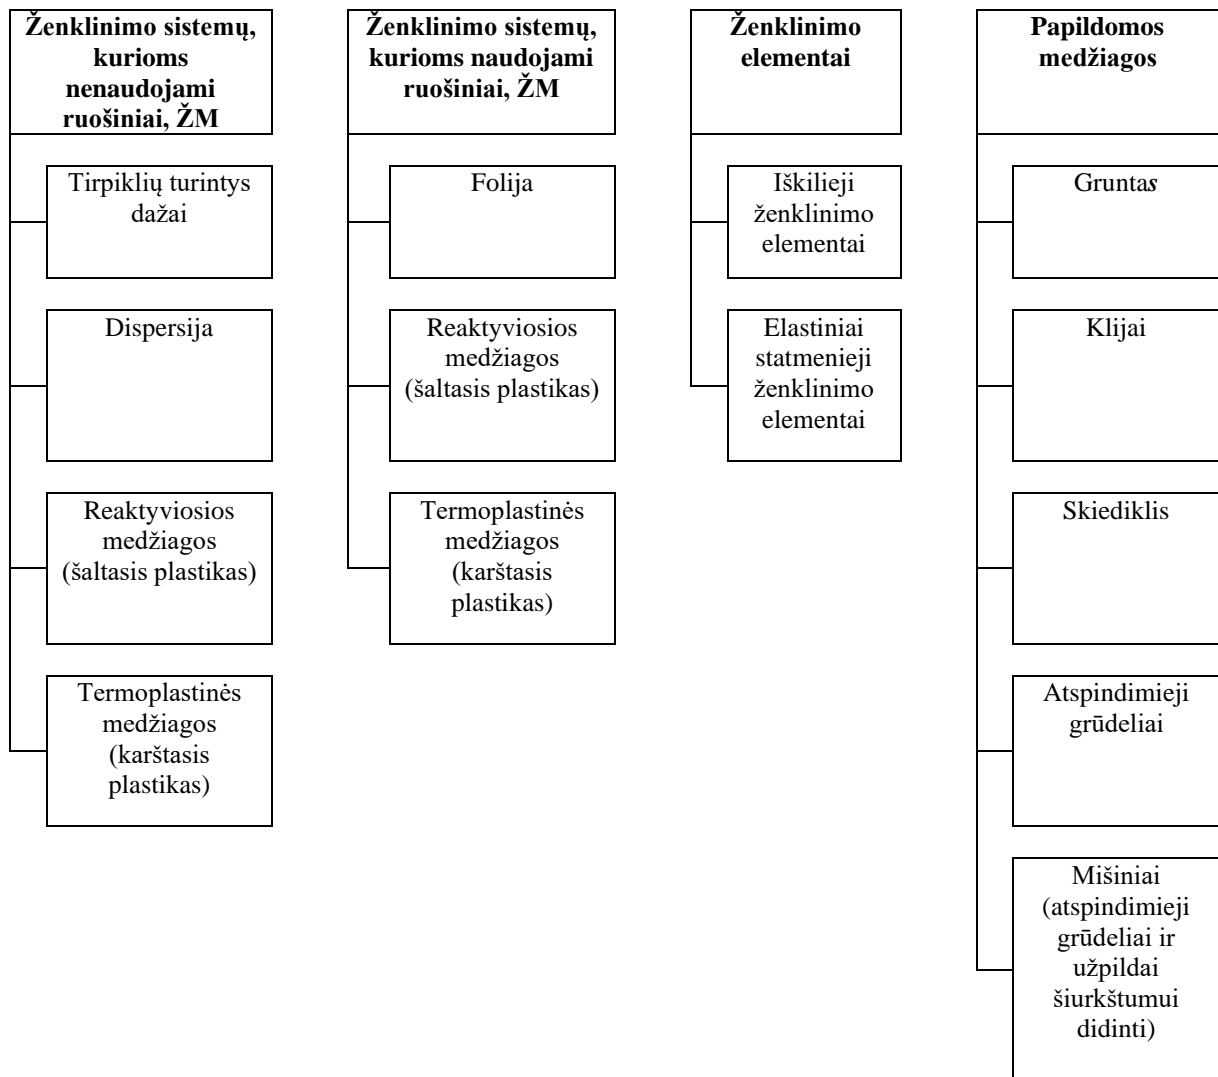 Ženklinimo sistemų,
kurioms
nenaudojami
ruošiniai, ŽM
Tirpiklių turintys
dažai
Dispersija
Reaktyviosios
medžiagos
(šaltasis plastikas)
Termoplastinės
medžiagos
(karštasis
plastikas)
Ženklinimo sistemų,
kurioms naudojami
ruošiniai, ŽM
Folija
Reaktyviosios
medžiagos
(šaltasis plastikas)
Termoplastinės
medžiagos
(karštasis
plastikas)
Ženklinimo
elementai
Iškilieji
ženklinimo
elementai
Elastiniai
statmenieji
ženklinimo
elementai
Papildomos
medžiagos
Gruntas
Klijai
Skiediklis
Atspindimieji
grūdeliai
Mišiniai
(atspindimieji
grūdeliai ir
užpildai
šiurkštumui
didinti)